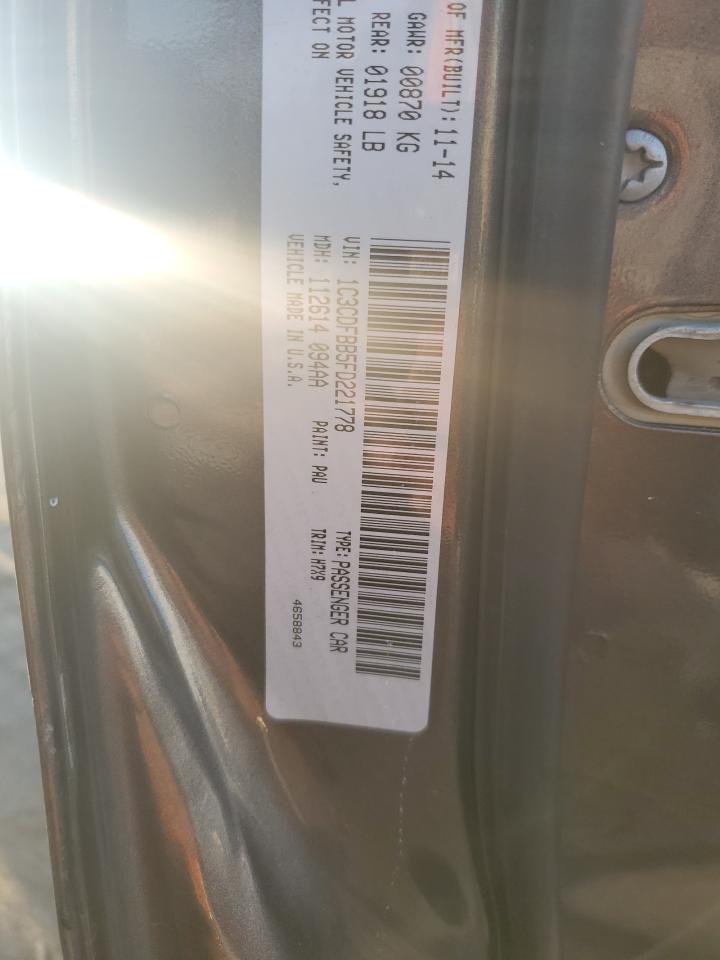 OF MFR(BUILT): 11-14
GAWR: 00870 KG
REAR: 01918 LB
L MOTOR VEHICLE SAFETY,
FECT ON
VIN: 1C3CDFBB5FD221778 TYPE: PASSENGER CAR
MDH: 112614 094AA PAINT: PAU TRIM: H7X9
VEHICLE MADE IN U.S.A. 4658843